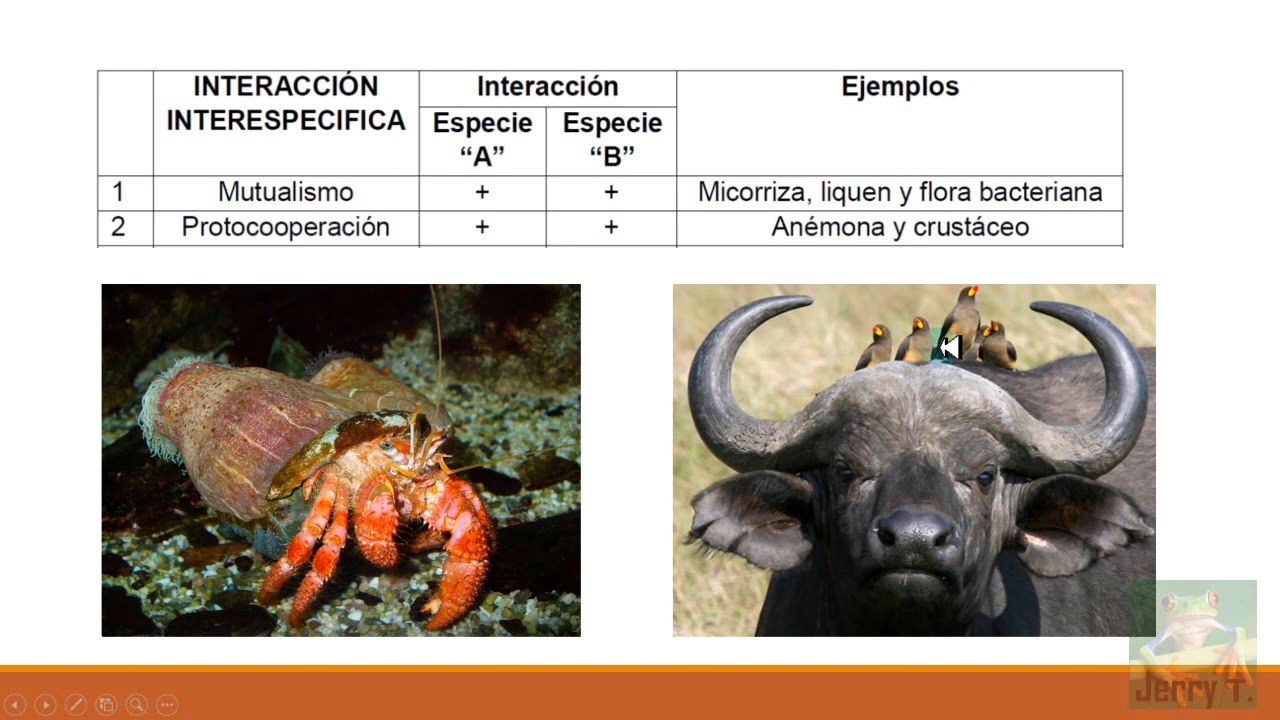 INTERACCIÓN
INTERESPECIFICA
Interacción
Ejemplos
Especie
“A”
Especie
“B”
1 Mutualismo + + Micorriza, liquen y flora bacteriana
2 Protocooperación + + Anémona y crustáceo
Jerry T.